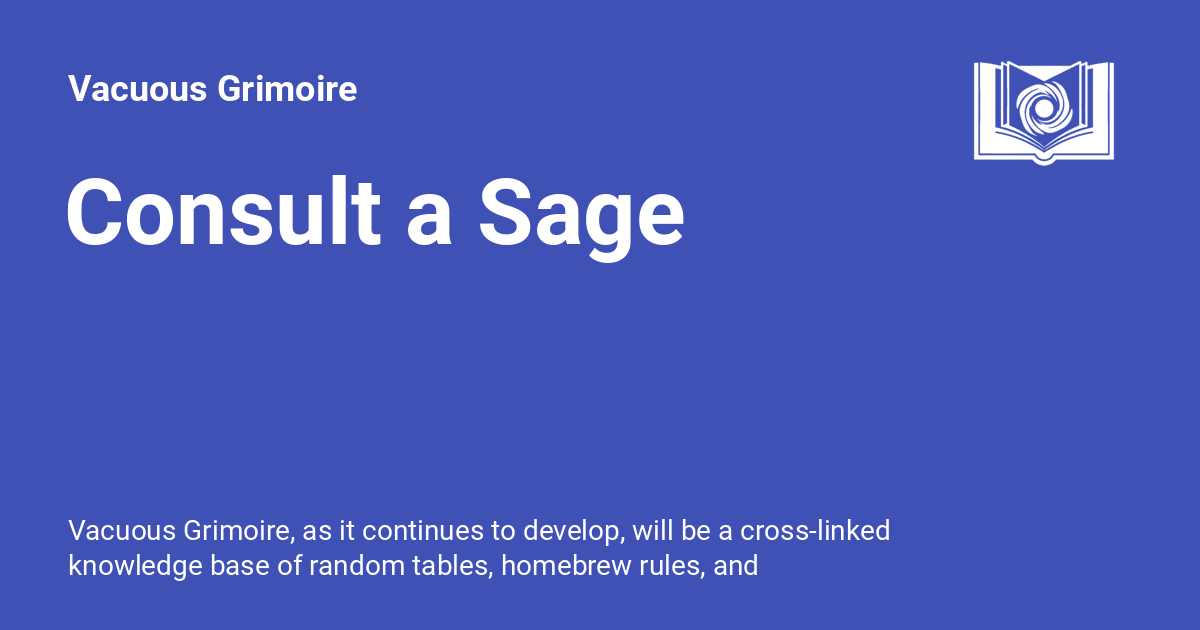 Vacuous Grimoire
Consult a Sage
Vacuous Grimoire, as it continues to develop, will be a cross-linked
knowledge base of random tables, homebrew rules, and